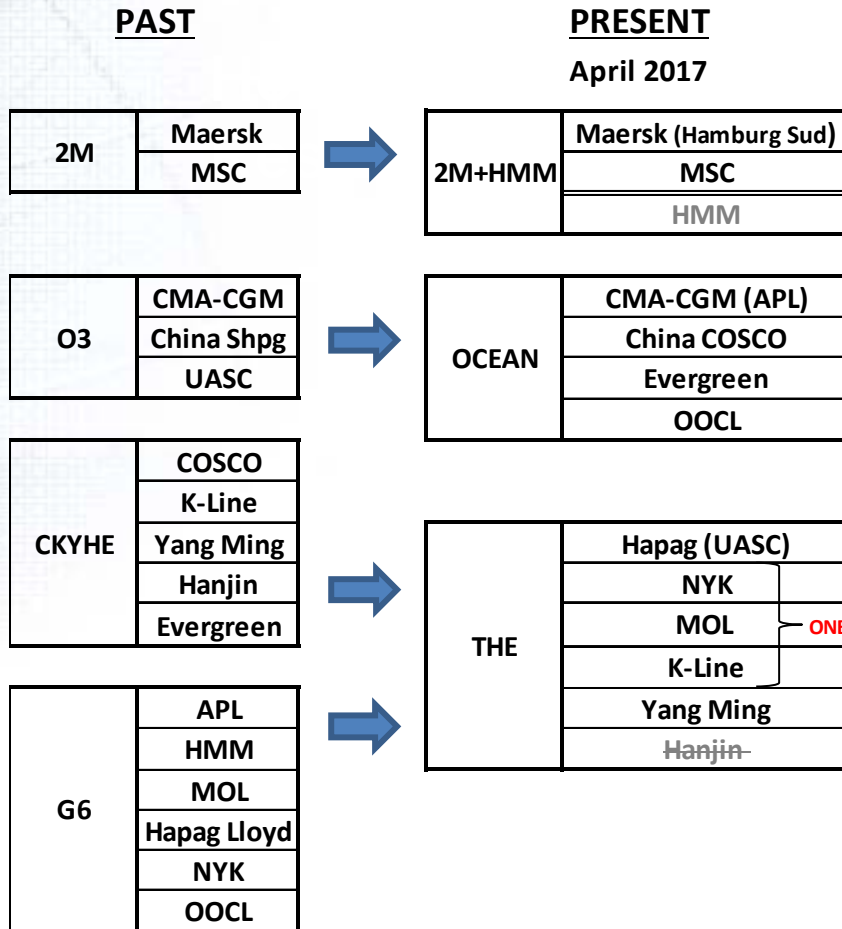 PAST
2M
Maersk
MSC
O3
CMA-CGM
China Shpg
UASC
CKYHE
COSCO
K-Line
Yang Ming
Hanjin
Evergreen
G6
APL
HMM
MOL
Hapag Lloyd
NYK
OOCL
PRESENT
April 2017
2M+HMM
Maersk (Hamburg Sud)
MSC
HMM
OCEAN
CMA-CGM (APL)
China COSCO
Evergreen
OOCL
THE
Hapag (UASC)
NYK
MOL
ONE
K-Line
Yang Ming
Hanjin